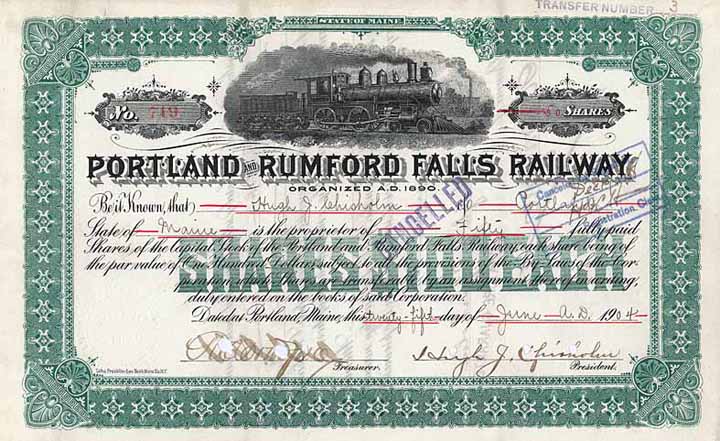 TRANSFER NUMBER 3
STATE OF MAINE
No. 719
50 SHARES
PORTLAND AND RUMFORD FALLS RAILWAY
ORGANIZED A.D. 1890.
Be it Known, that Hugh J. Chisholm of Portland
State of Maine is the proprietor of Fifty fully paid
Shares of the Capital Stock of the Portland and Rumford Falls Railway, each share being of
the par value of One Hundred Dollars, subject to all the provisions of the By-Laws of the Cor-
poration which Shares are transferable by an assignment thereof in writing,
duly entered on the books of said Corporation.
Dated at Portland, Maine, this twenty-fifth day of June A.D. 1904
Treasurer.
Hugh J. Chisholm
President.
CANCELLED
Cancelled